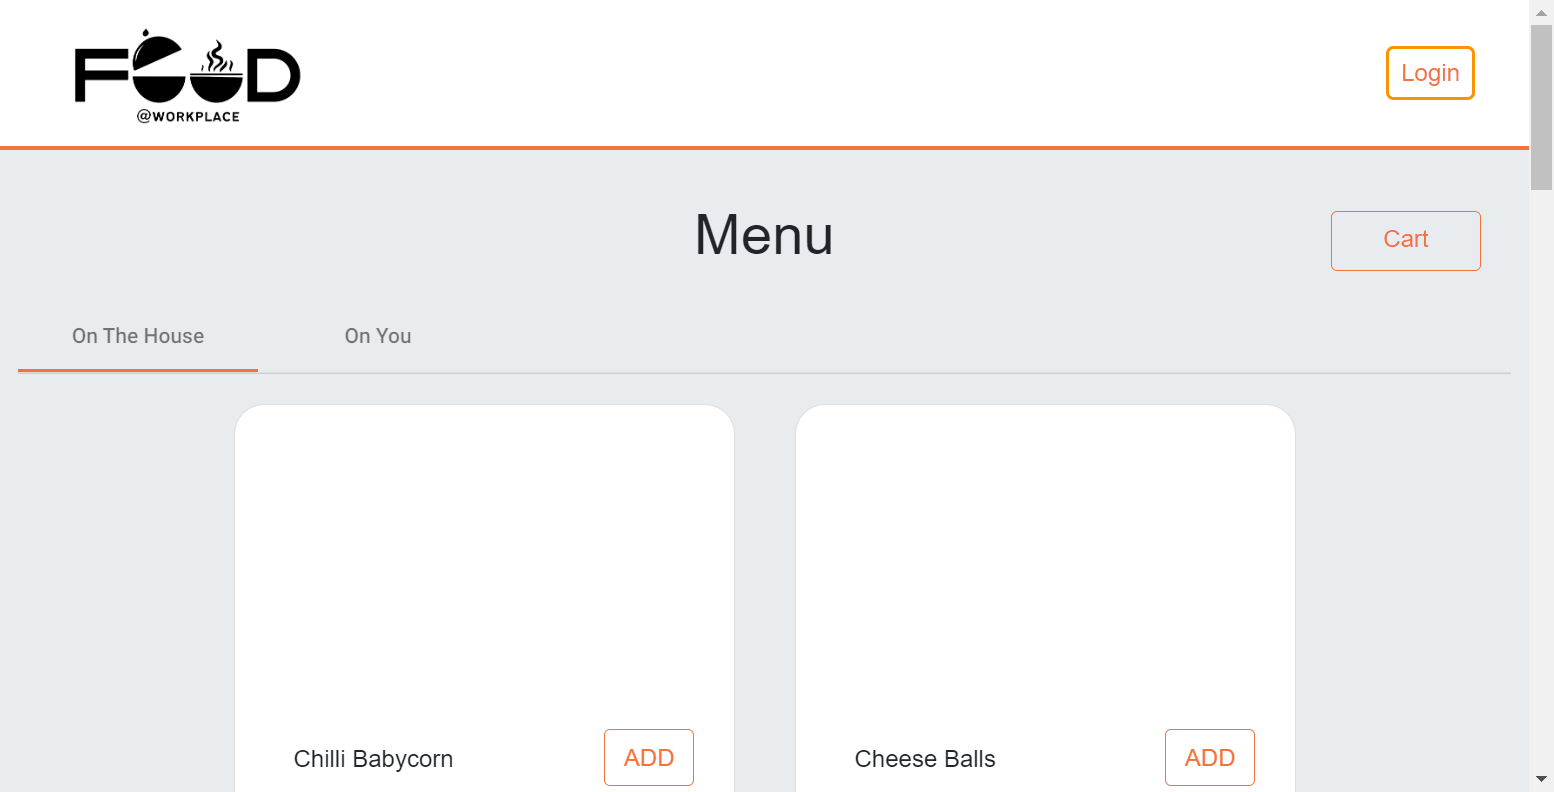 FOOD
@WORKPLACE
Login
Menu
Cart
On The House
On You
Chilli Babycorn
ADD
Cheese Balls
ADD